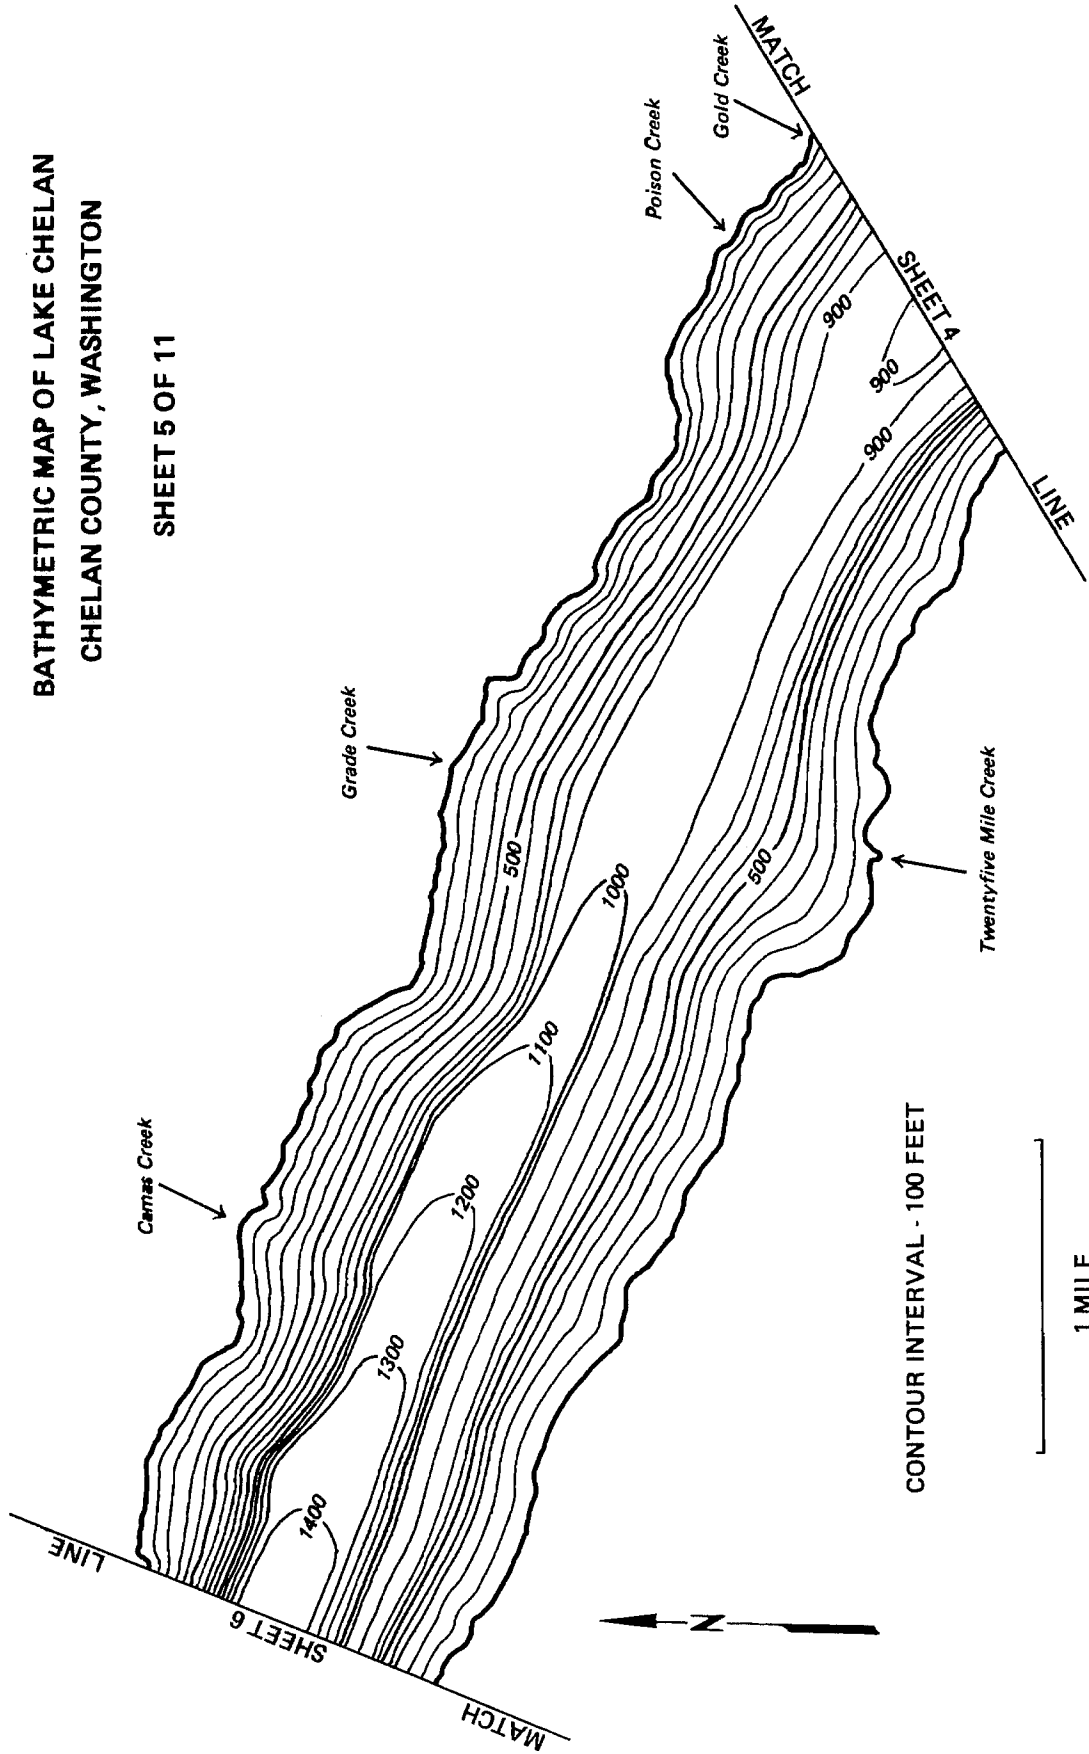 BATHYMETRIC MAP OF LAKE CHELAN
CHELAN COUNTY, WASHINGTON
SHEET 5 OF 11
MATCH
SHEET 4
LINE
Gold Creek
Poison Creek
Grade Creek
Camas Creek
Twentyfive Mile Creek
900
900
900
500
500
1000
1100
1200
1300
1400
LINE
SHEET 6
MATCH
CONTOUR INTERVAL - 100 FEET
1 MILE
N